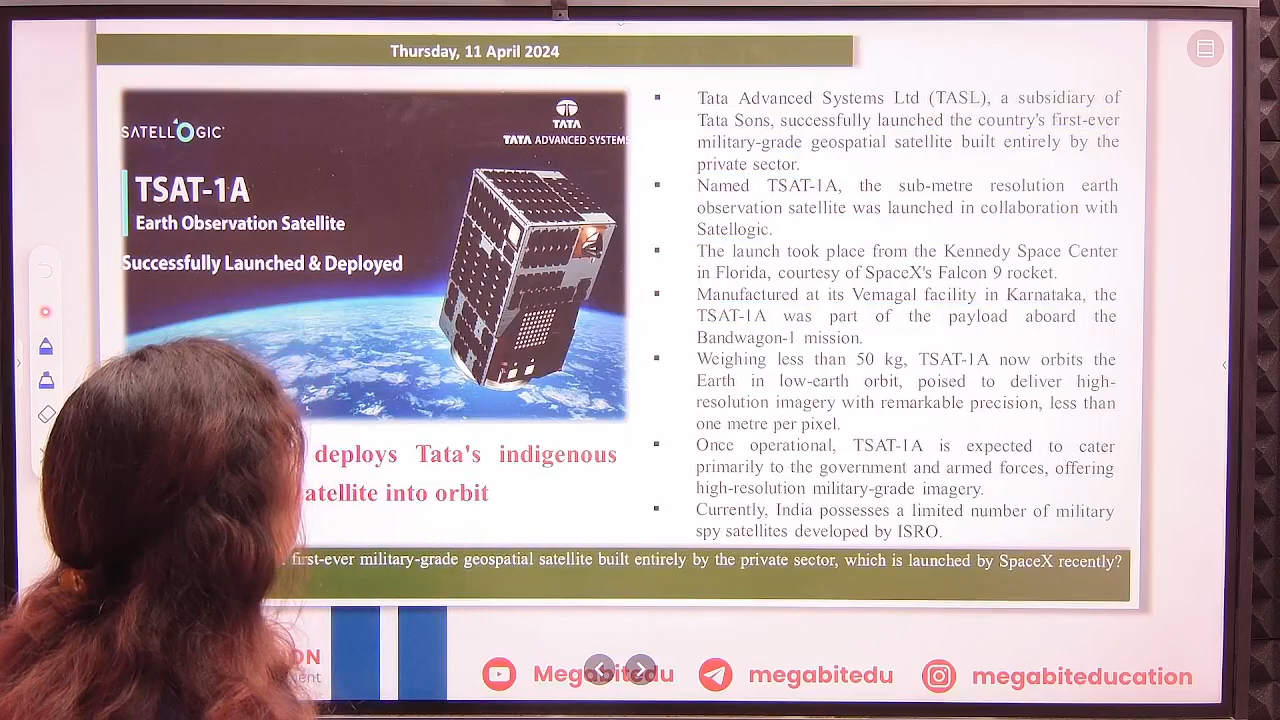 Thursday, 11 April 2024
SATELLOGIC
TATA
TATA ADVANCED SYSTEMS
TSAT-1A
Earth Observation Satellite
Successfully Launched & Deployed
deploys Tata's indigenous
atellite into orbit
Tata Advanced Systems Ltd (TASL), a subsidiary of
Tata Sons, successfully launched the country's first-ever
military-grade geospatial satellite built entirely by the
private sector.
Named TSAT-1A, the sub-metre resolution earth
observation satellite was launched in collaboration with
Satellogic.
The launch took place from the Kennedy Space Center
in Florida, courtesy of SpaceX's Falcon 9 rocket.
Manufactured at its Vemagal facility in Karnataka, the
TSAT-1A was part of the payload aboard the
Bandwagon-1 mission.
Weighing less than 50 kg, TSAT-1A now orbits the
Earth in low-earth orbit, poised to deliver high-
resolution imagery with remarkable precision, less than
one metre per pixel.
Once operational, TSAT-1A is expected to cater
primarily to the government and armed forces, offering
high-resolution military-grade imagery.
Currently, India possesses a limited number of military
spy satellites developed by ISRO.
first-ever military-grade geospatial satellite built entirely by the private sector, which is launched by SpaceX recently?
ON
ent
Megabitedu
megabitedu
megabiteducation